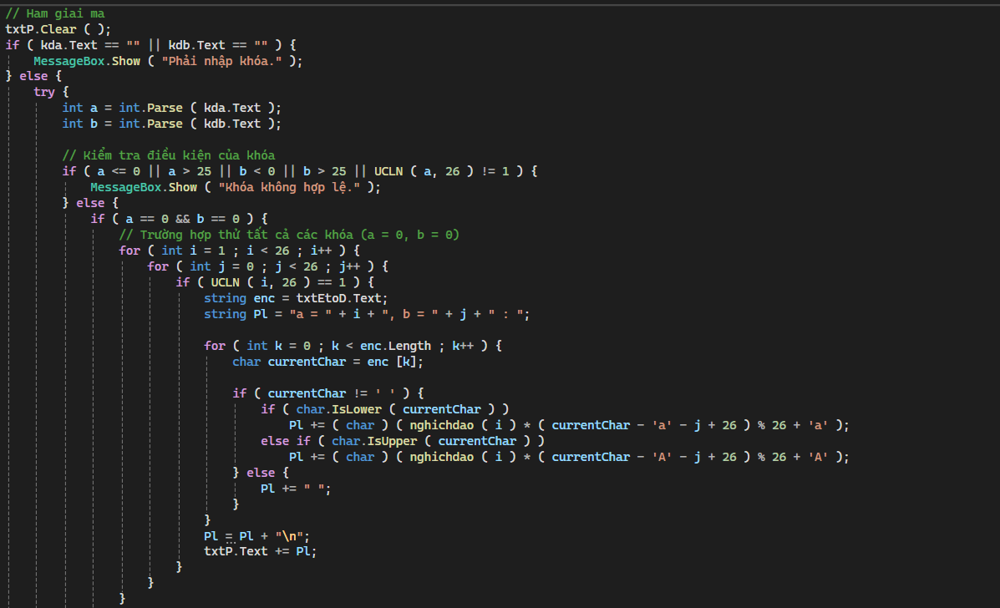 // Ham giai ma
txtP.Clear ( );
if ( kda.Text == "" || kdb.Text == "" ) {
MessageBox.Show ( "Phải nhập khóa." );
} else {
try {
int a = int.Parse ( kda.Text );
int b = int.Parse ( kdb.Text );
// Kiểm tra điều kiện của khóa
if ( a <= 0 || a > 25 || b < 0 || b > 25 || UCLN ( a, 26 ) != 1 ) {
MessageBox.Show ( "Khóa không hợp lệ." );
} else {
if ( a == 0 && b == 0 ) {
// Trường hợp thử tất cả các khóa (a = 0, b = 0)
for ( int i = 1 ; i < 26 ; i++ ) {
for ( int j = 0 ; j < 26 ; j++ ) {
if ( UCLN ( i, 26 ) == 1 ) {
string enc = txtEtoD.Text;
string Pl = "a = " + i + ", b = " + j + " : ";
for ( int k = 0 ; k < enc.Length ; k++ ) {
char currentChar = enc [k];
if ( currentChar != ' ' ) {
if ( char.IsLower ( currentChar ) )
Pl += ( char ) ( nghichdao ( i ) * ( currentChar - 'a' - j + 26 ) % 26 + 'a' );
else if ( char.IsUpper ( currentChar ) )
Pl += ( char ) ( nghichdao ( i ) * ( currentChar - 'A' - j + 26 ) % 26 + 'A' );
} else {
Pl += " ";
}
}
Pl = Pl + "\n";
txtP.Text += Pl;
}
}
}